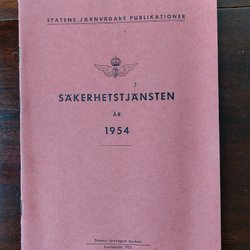 STATENS JÄRNVÄGARS PUBLIKATIONER
SÄKERHETSTJÄNSTEN
ÅR
1954